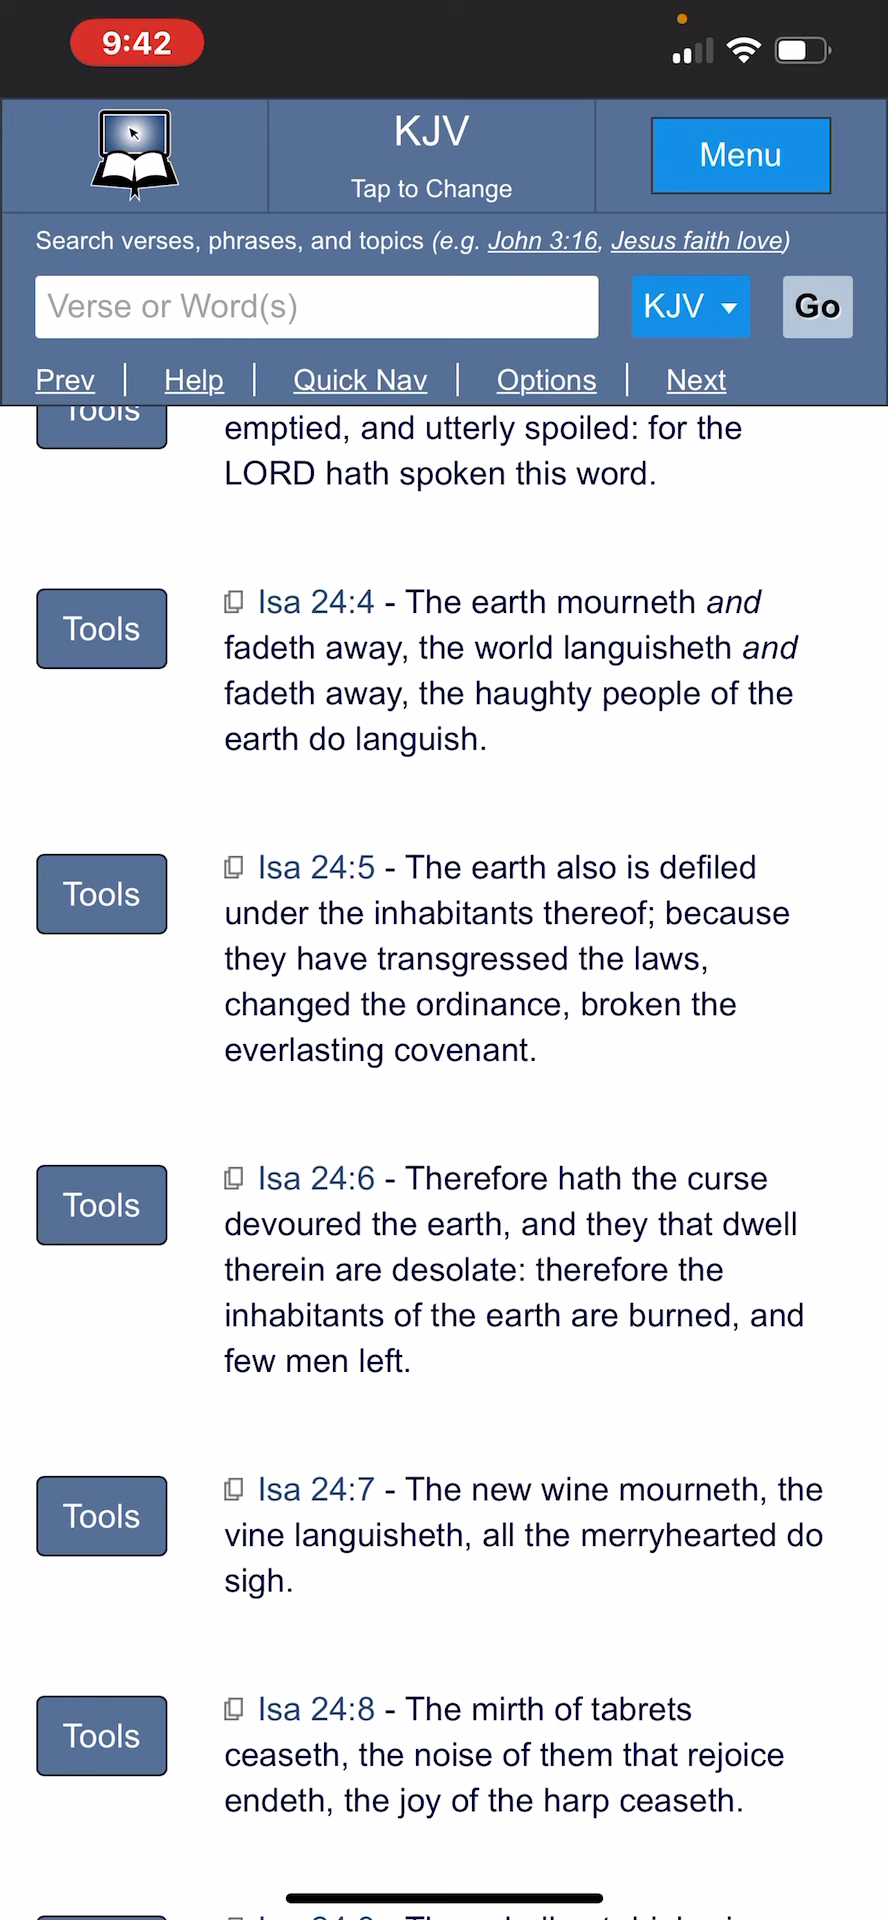 9:42
KJV
Tap to Change
Menu
Search verses, phrases, and topics (e.g. John 3:16, Jesus faith love)
Verse or Word(s)
KJV
Go
Prev | Help | Quick Nav | Options | Next
Tools
emptied, and utterly spoiled: for the
LORD hath spoken this word.
Tools
Isa 24:4 - The earth mourneth and
fadeth away, the world languisheth and
fadeth away, the haughty people of the
earth do languish.
Tools
Isa 24:5 - The earth also is defiled
under the inhabitants thereof; because
they have transgressed the laws,
changed the ordinance, broken the
everlasting covenant.
Tools
Isa 24:6 - Therefore hath the curse
devoured the earth, and they that dwell
therein are desolate: therefore the
inhabitants of the earth are burned, and
few men left.
Tools
Isa 24:7 - The new wine mourneth, the
vine languisheth, all the merryhearted do
sigh.
Tools
Isa 24:8 - The mirth of tabrets
ceaseth, the noise of them that rejoice
endeth, the joy of the harp ceaseth.